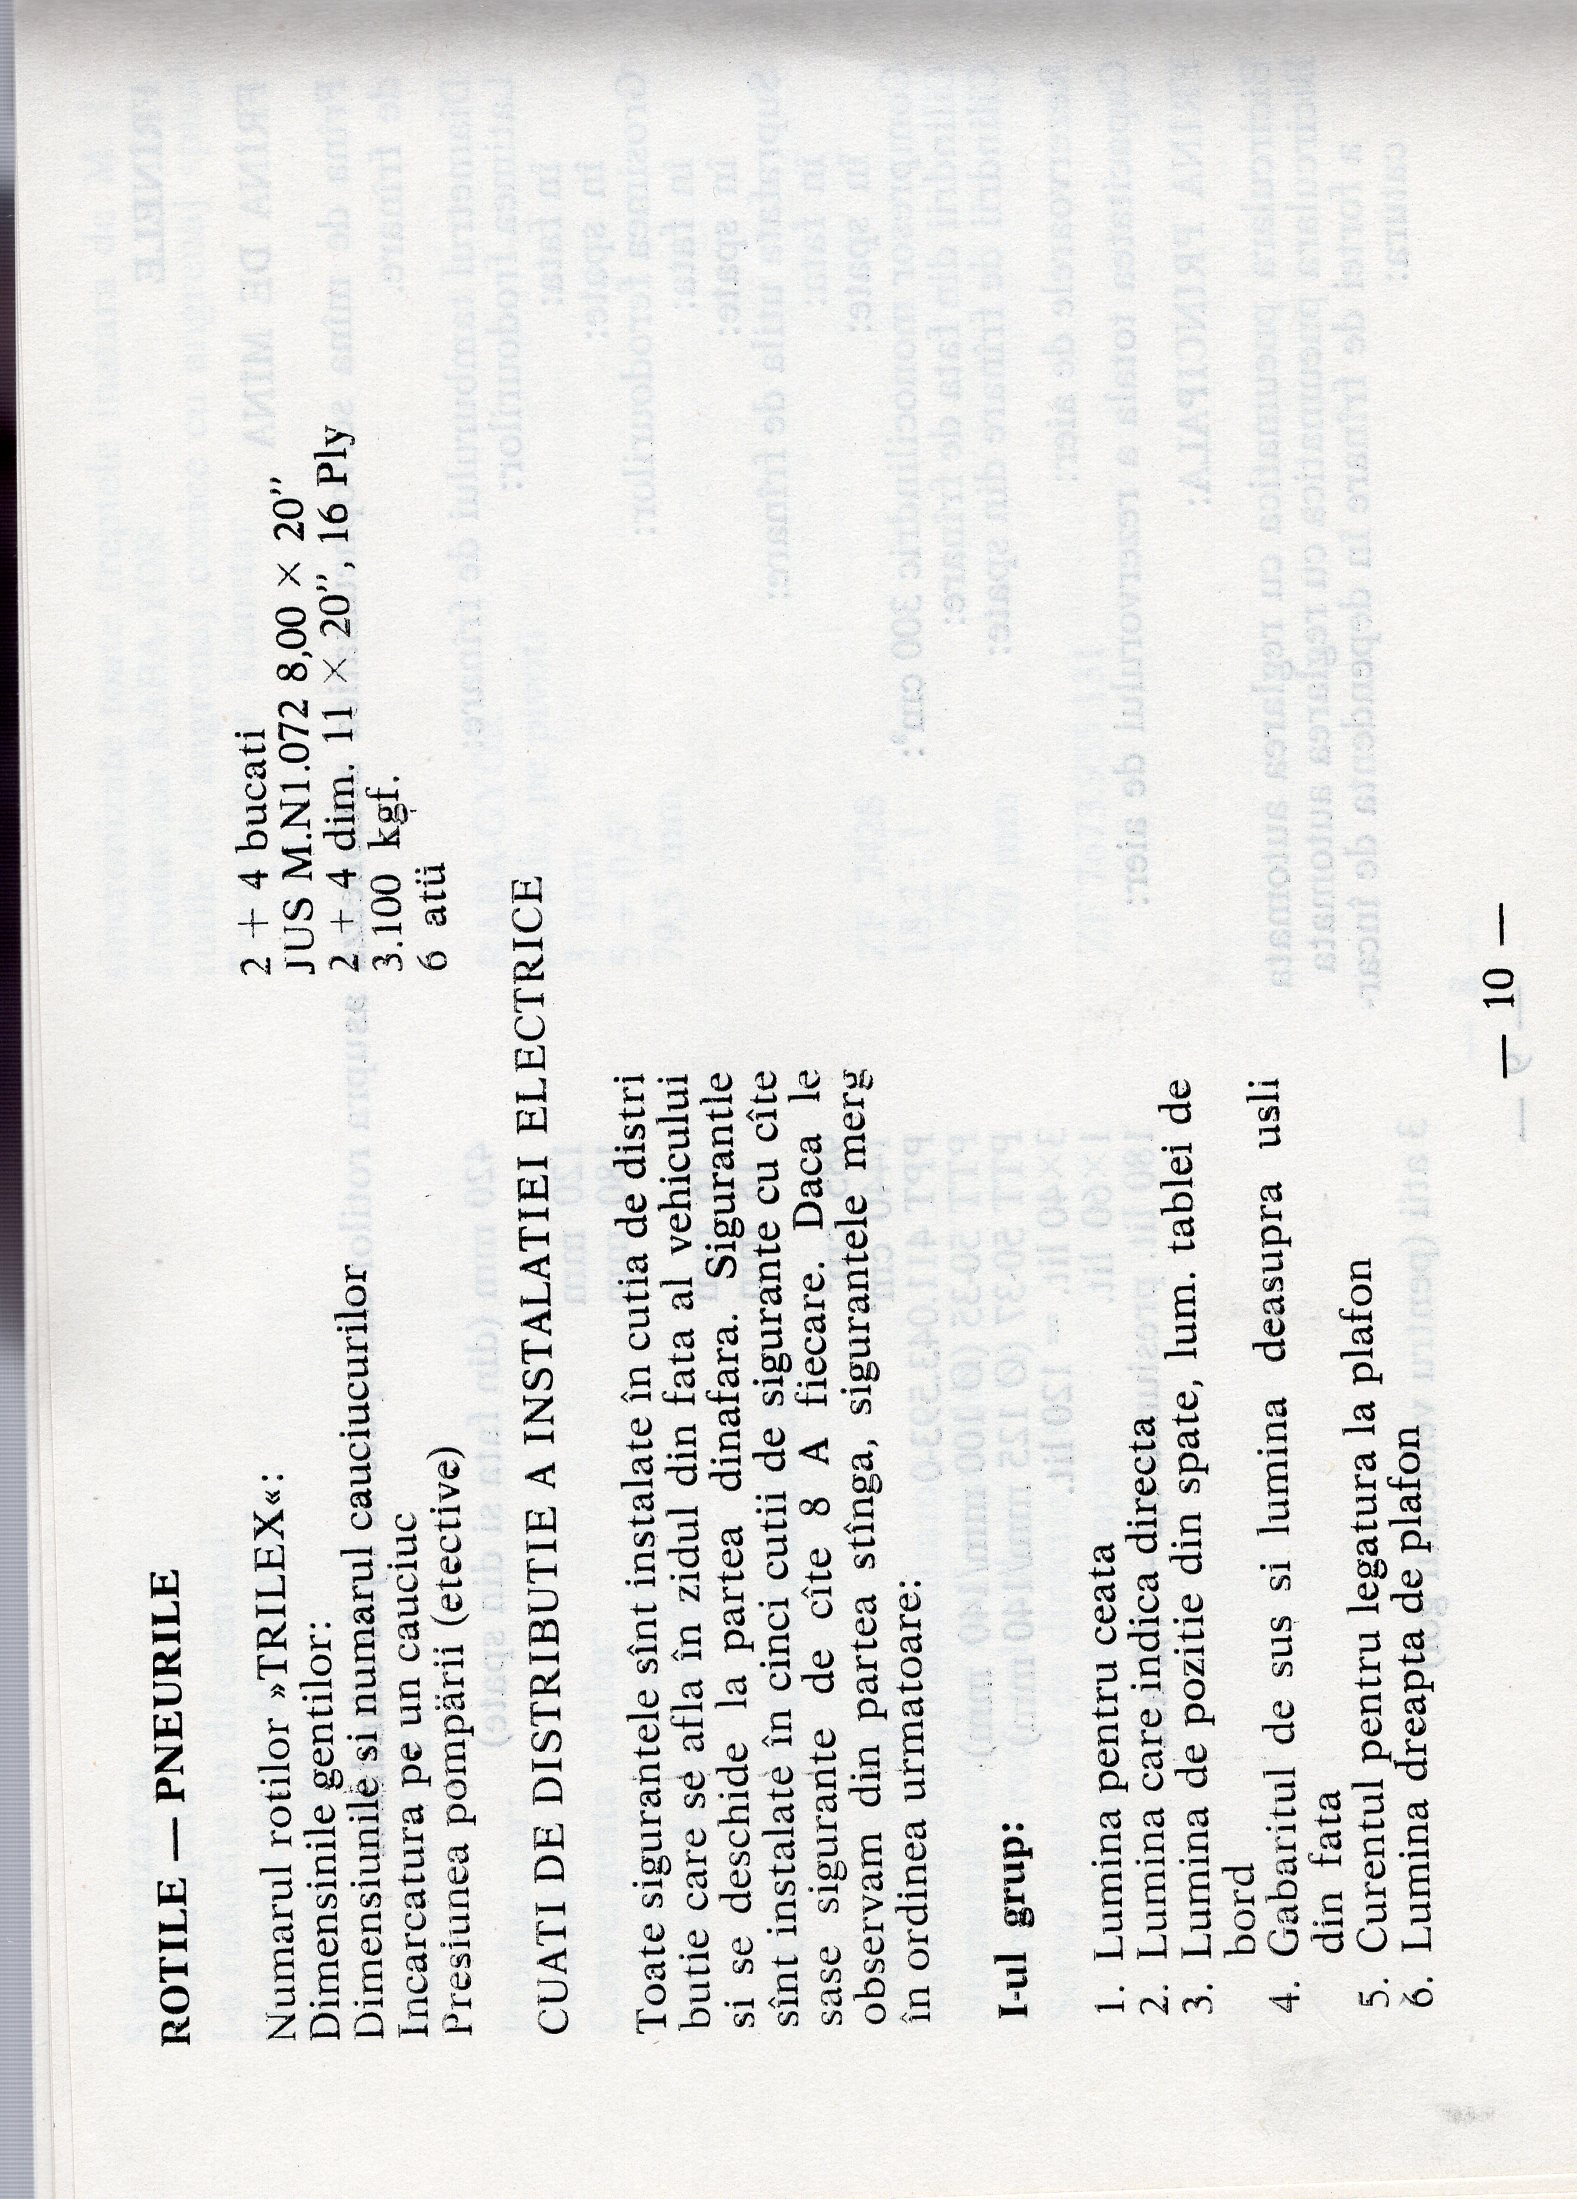 ROTILE — PNEURILE
Numarul rotilor »TRILEX«: 2 + 4 bucati
Dimensinile gentilor: JUS M.N1.072 8,00 × 20”
Dimensiunile si numarul cauciucurilor 2 + 4 dim. 11 × 20”, 16 Ply
Incarcatura pe un cauciuc 3.100 kgf.
Presiunea pompării (etective) 6 atü
CUATI DE DISTRIBUTIE A INSTALATIEI ELECTRICE
Toate sigurantele sînt instalate în cutia de distri
butie care se afla în zidul din fata al vehicului
si se deschide la partea dinafara. Sigurantle
sînt instalate în cinci cutii de sigurante cu cîte
sase sigurante de cîte 8 A fiecare. Daca le
observam din partea stînga, sigurantele merg
în ordinea urmatoare:
I-ul grup:
1. Lumina pentru ceata
2. Lumina care indica directa
3. Lumina de pozitie din spate, lum. tablei de
bord
4. Gabaritul de sus si lumina deasupra usli
din fata
5. Curentul pentru legatura la plafon
6. Lumina dreapta de plafon
— 10 —